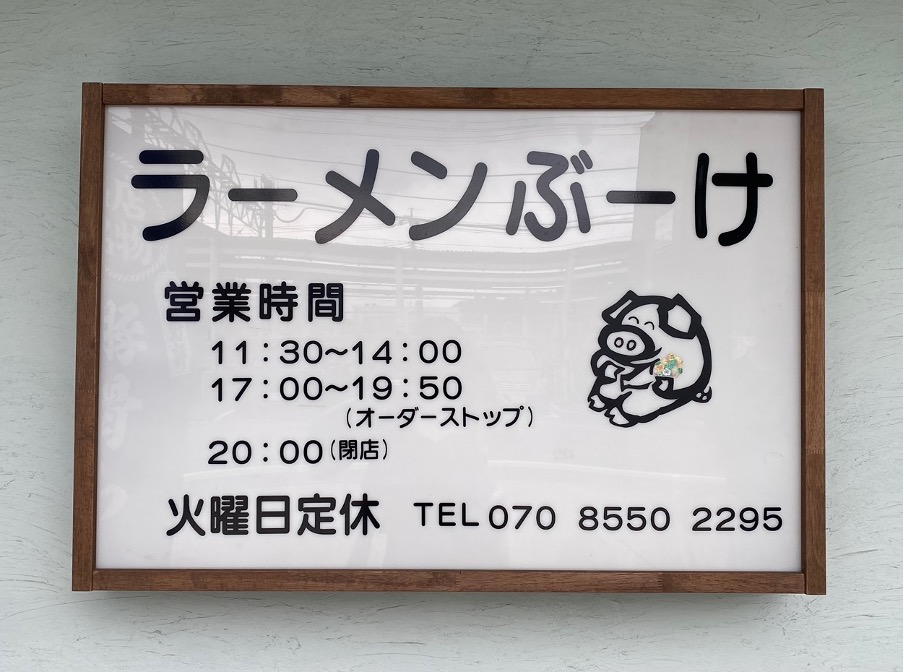 ラーメンぶーけ
営業時間
11：30～14：00
17：00～19：50
（オーダーストップ）
20：00（閉店）
火曜日定休 TEL 070 8550 2295